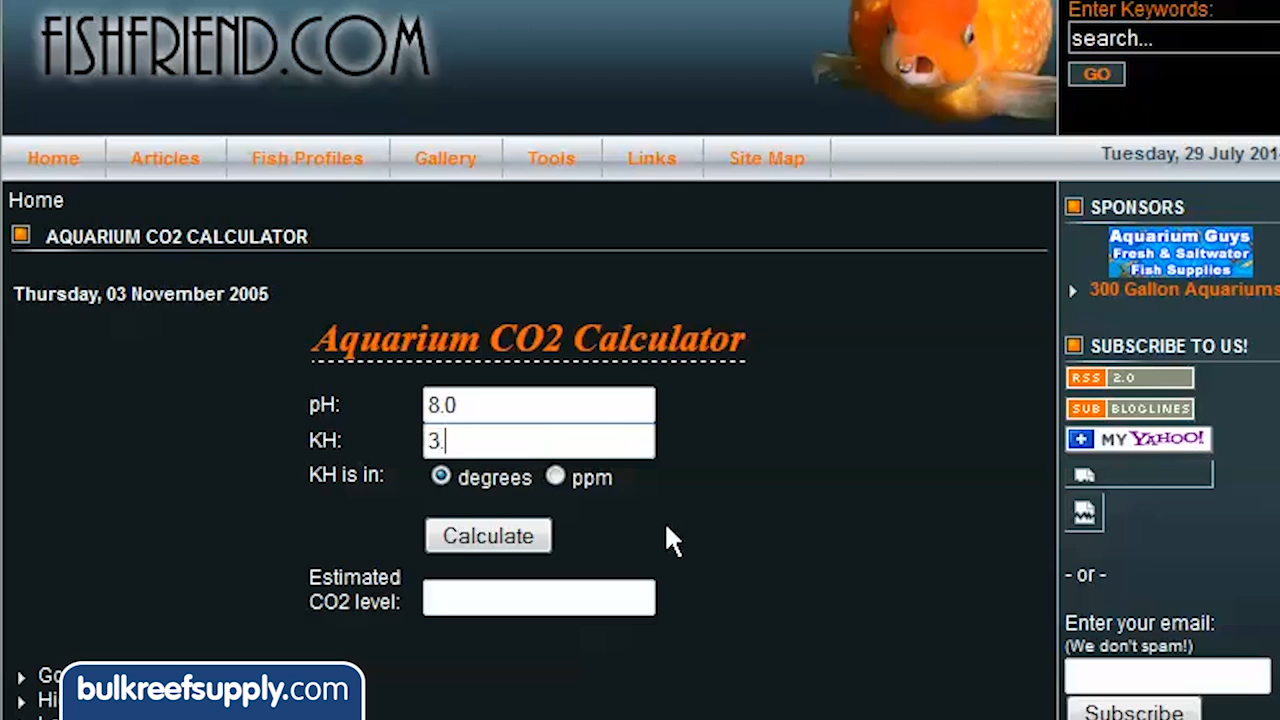 FISHFRIEND.COM
Enter Keywords:
search...
GO
Home
Articles
Fish Profiles
Gallery
Tools
Links
Site Map
Tuesday, 29 July 201
Home
AQUARIUM CO2 CALCULATOR
Thursday, 03 November 2005
Aquarium CO2 Calculator
pH:
8.0
KH:
3.
KH is in:
degrees
ppm
Calculate
Estimated
CO2 level:
SPONSORS
Aquarium Guys
Fresh & Saltwater
Fish Supplies
300 Gallon Aquariums
SUBSCRIBE TO US!
RSS 2.0
SUB BLOGLINES
MY YAHOO!
- or -
Enter your email:
(We don't spam!)
Subscribe
bulkreefsupply.com